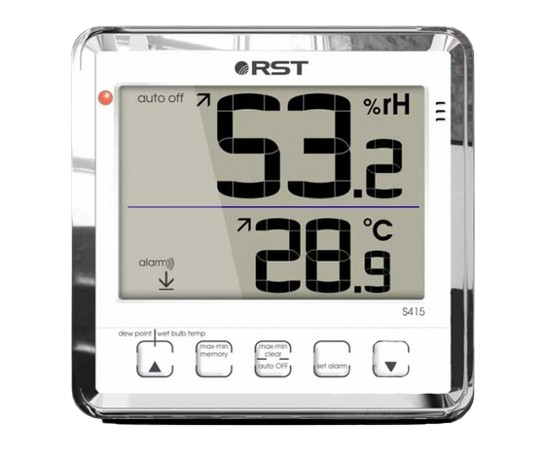 RST
auto off
53.2 %rH
28.9 °C
alarm
S415
dew point wet bulb temp
max-min
memory
max-min
clear
auto OFF
set alarm